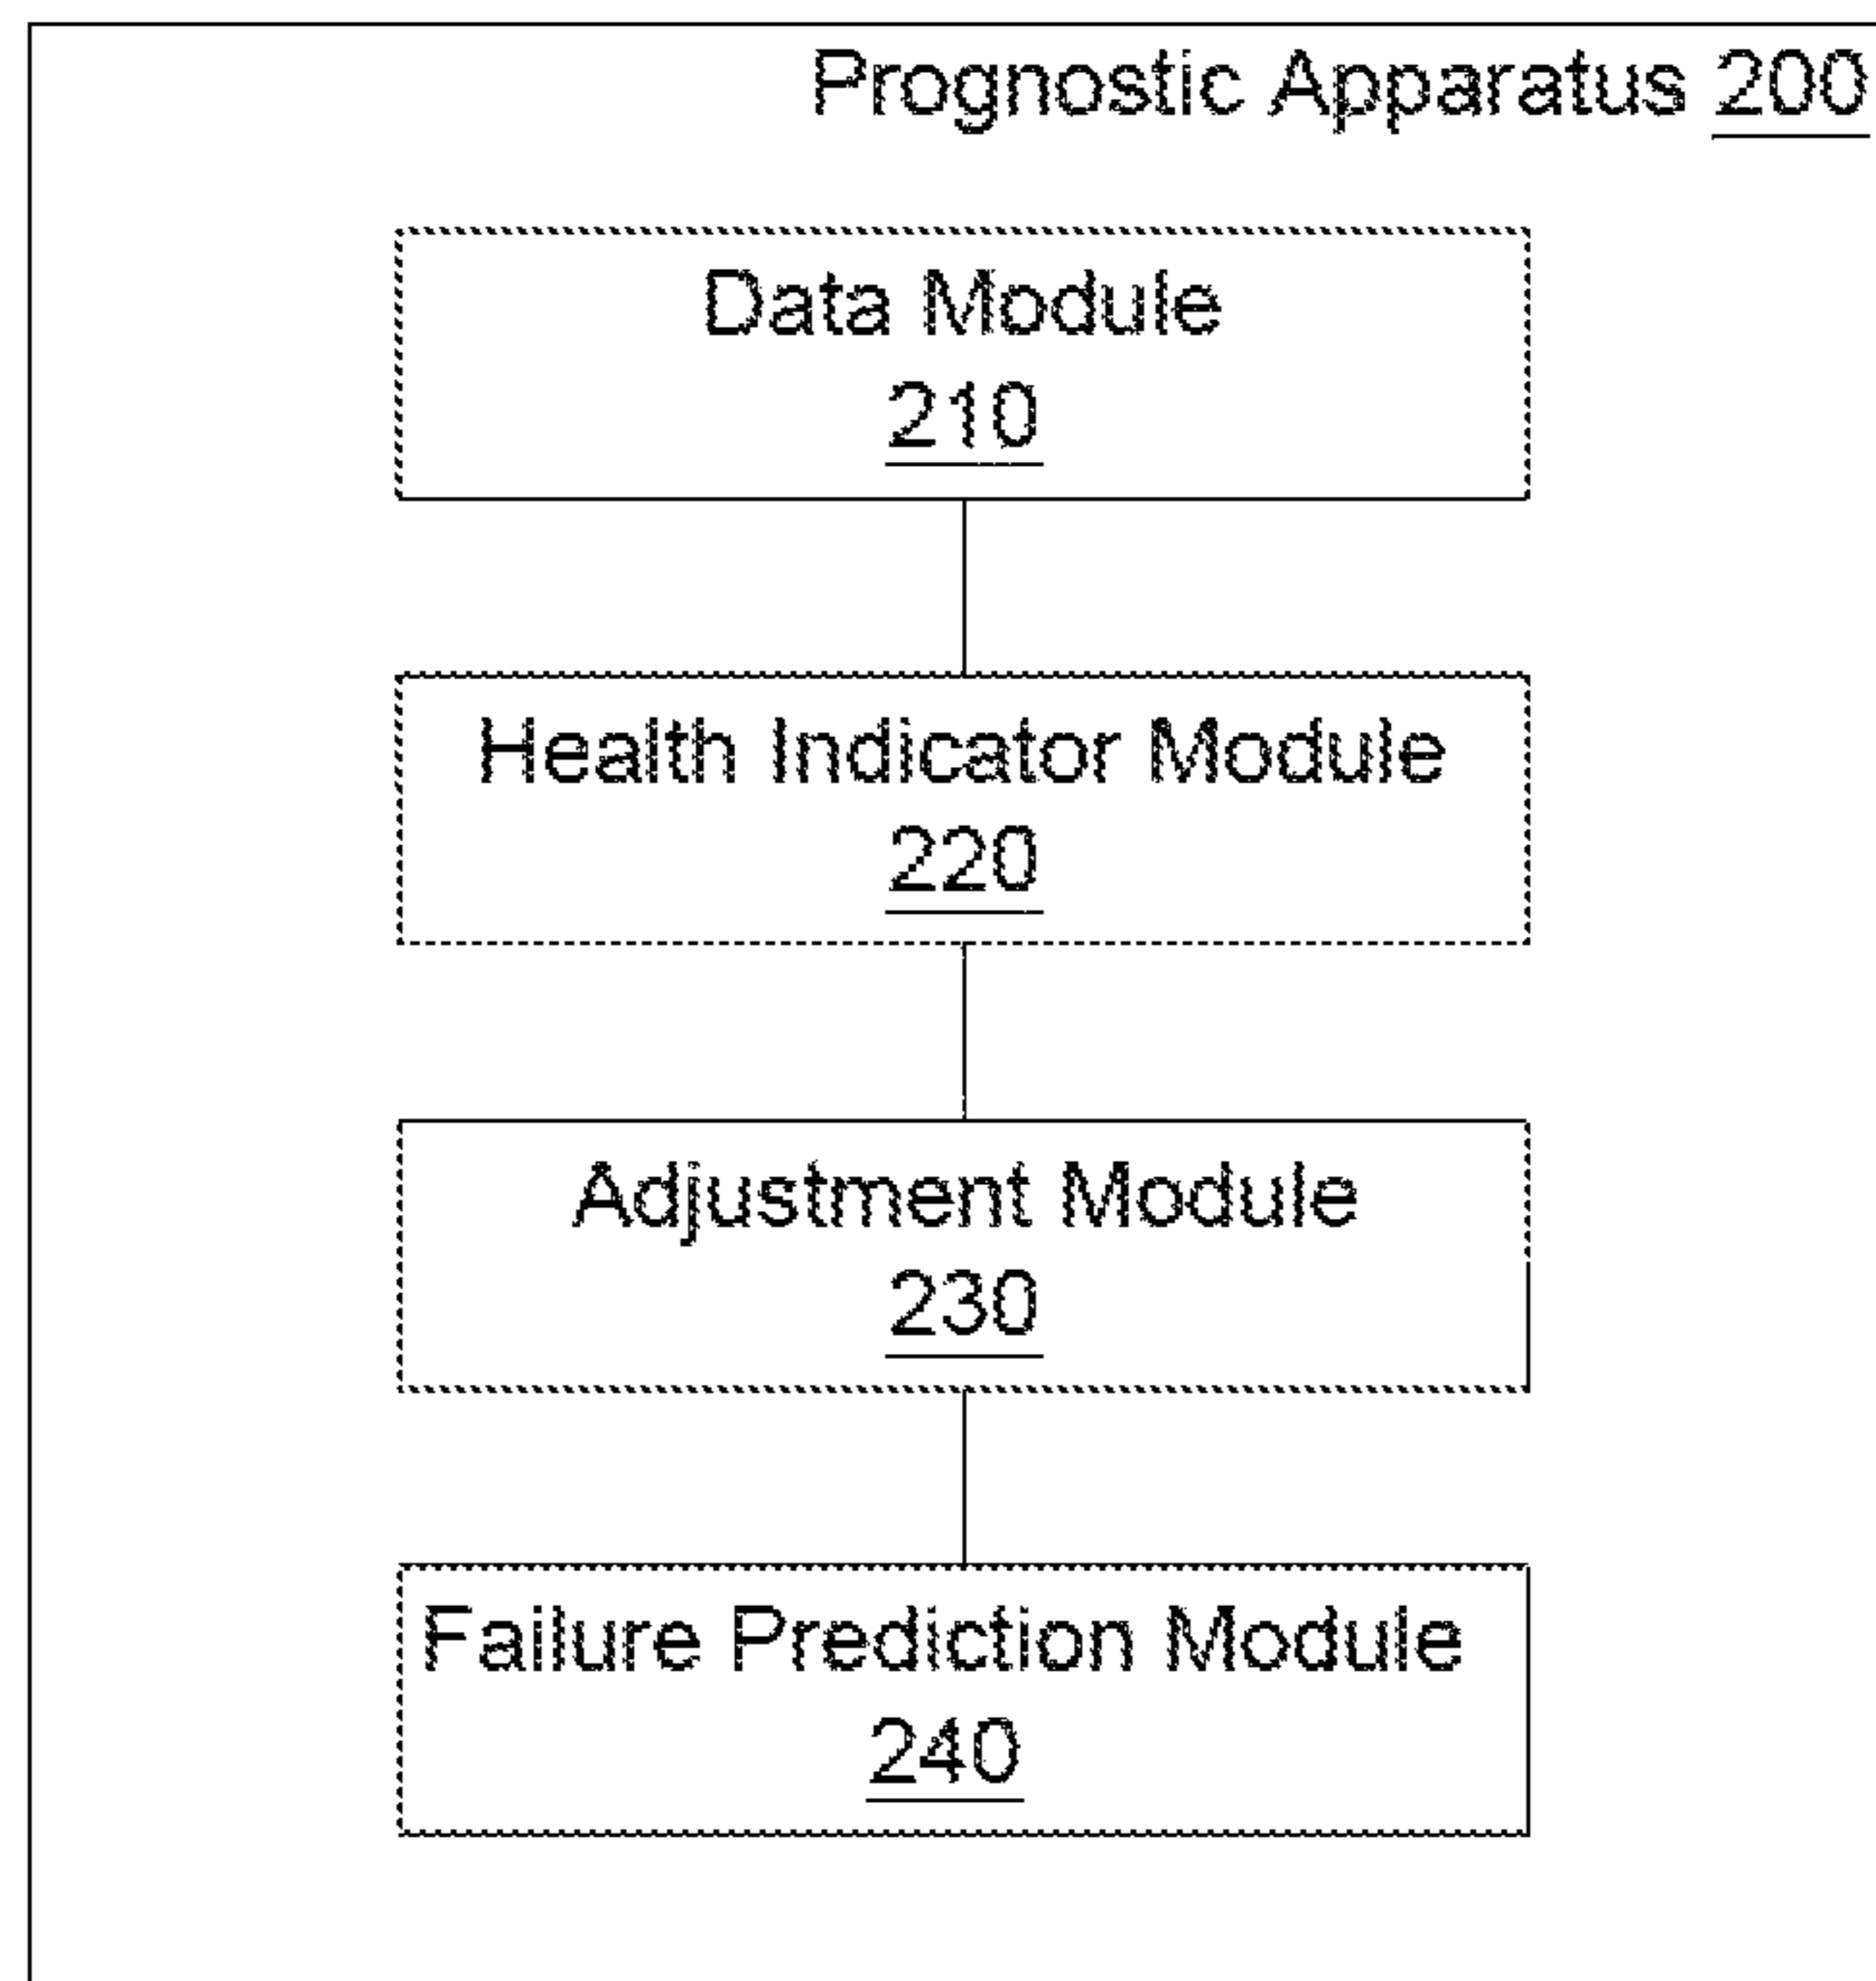 Prognostic Apparatus 200
Data Module
210
Health Indicator Module
220
Adjustment Module
230
Failure Prediction Module
240